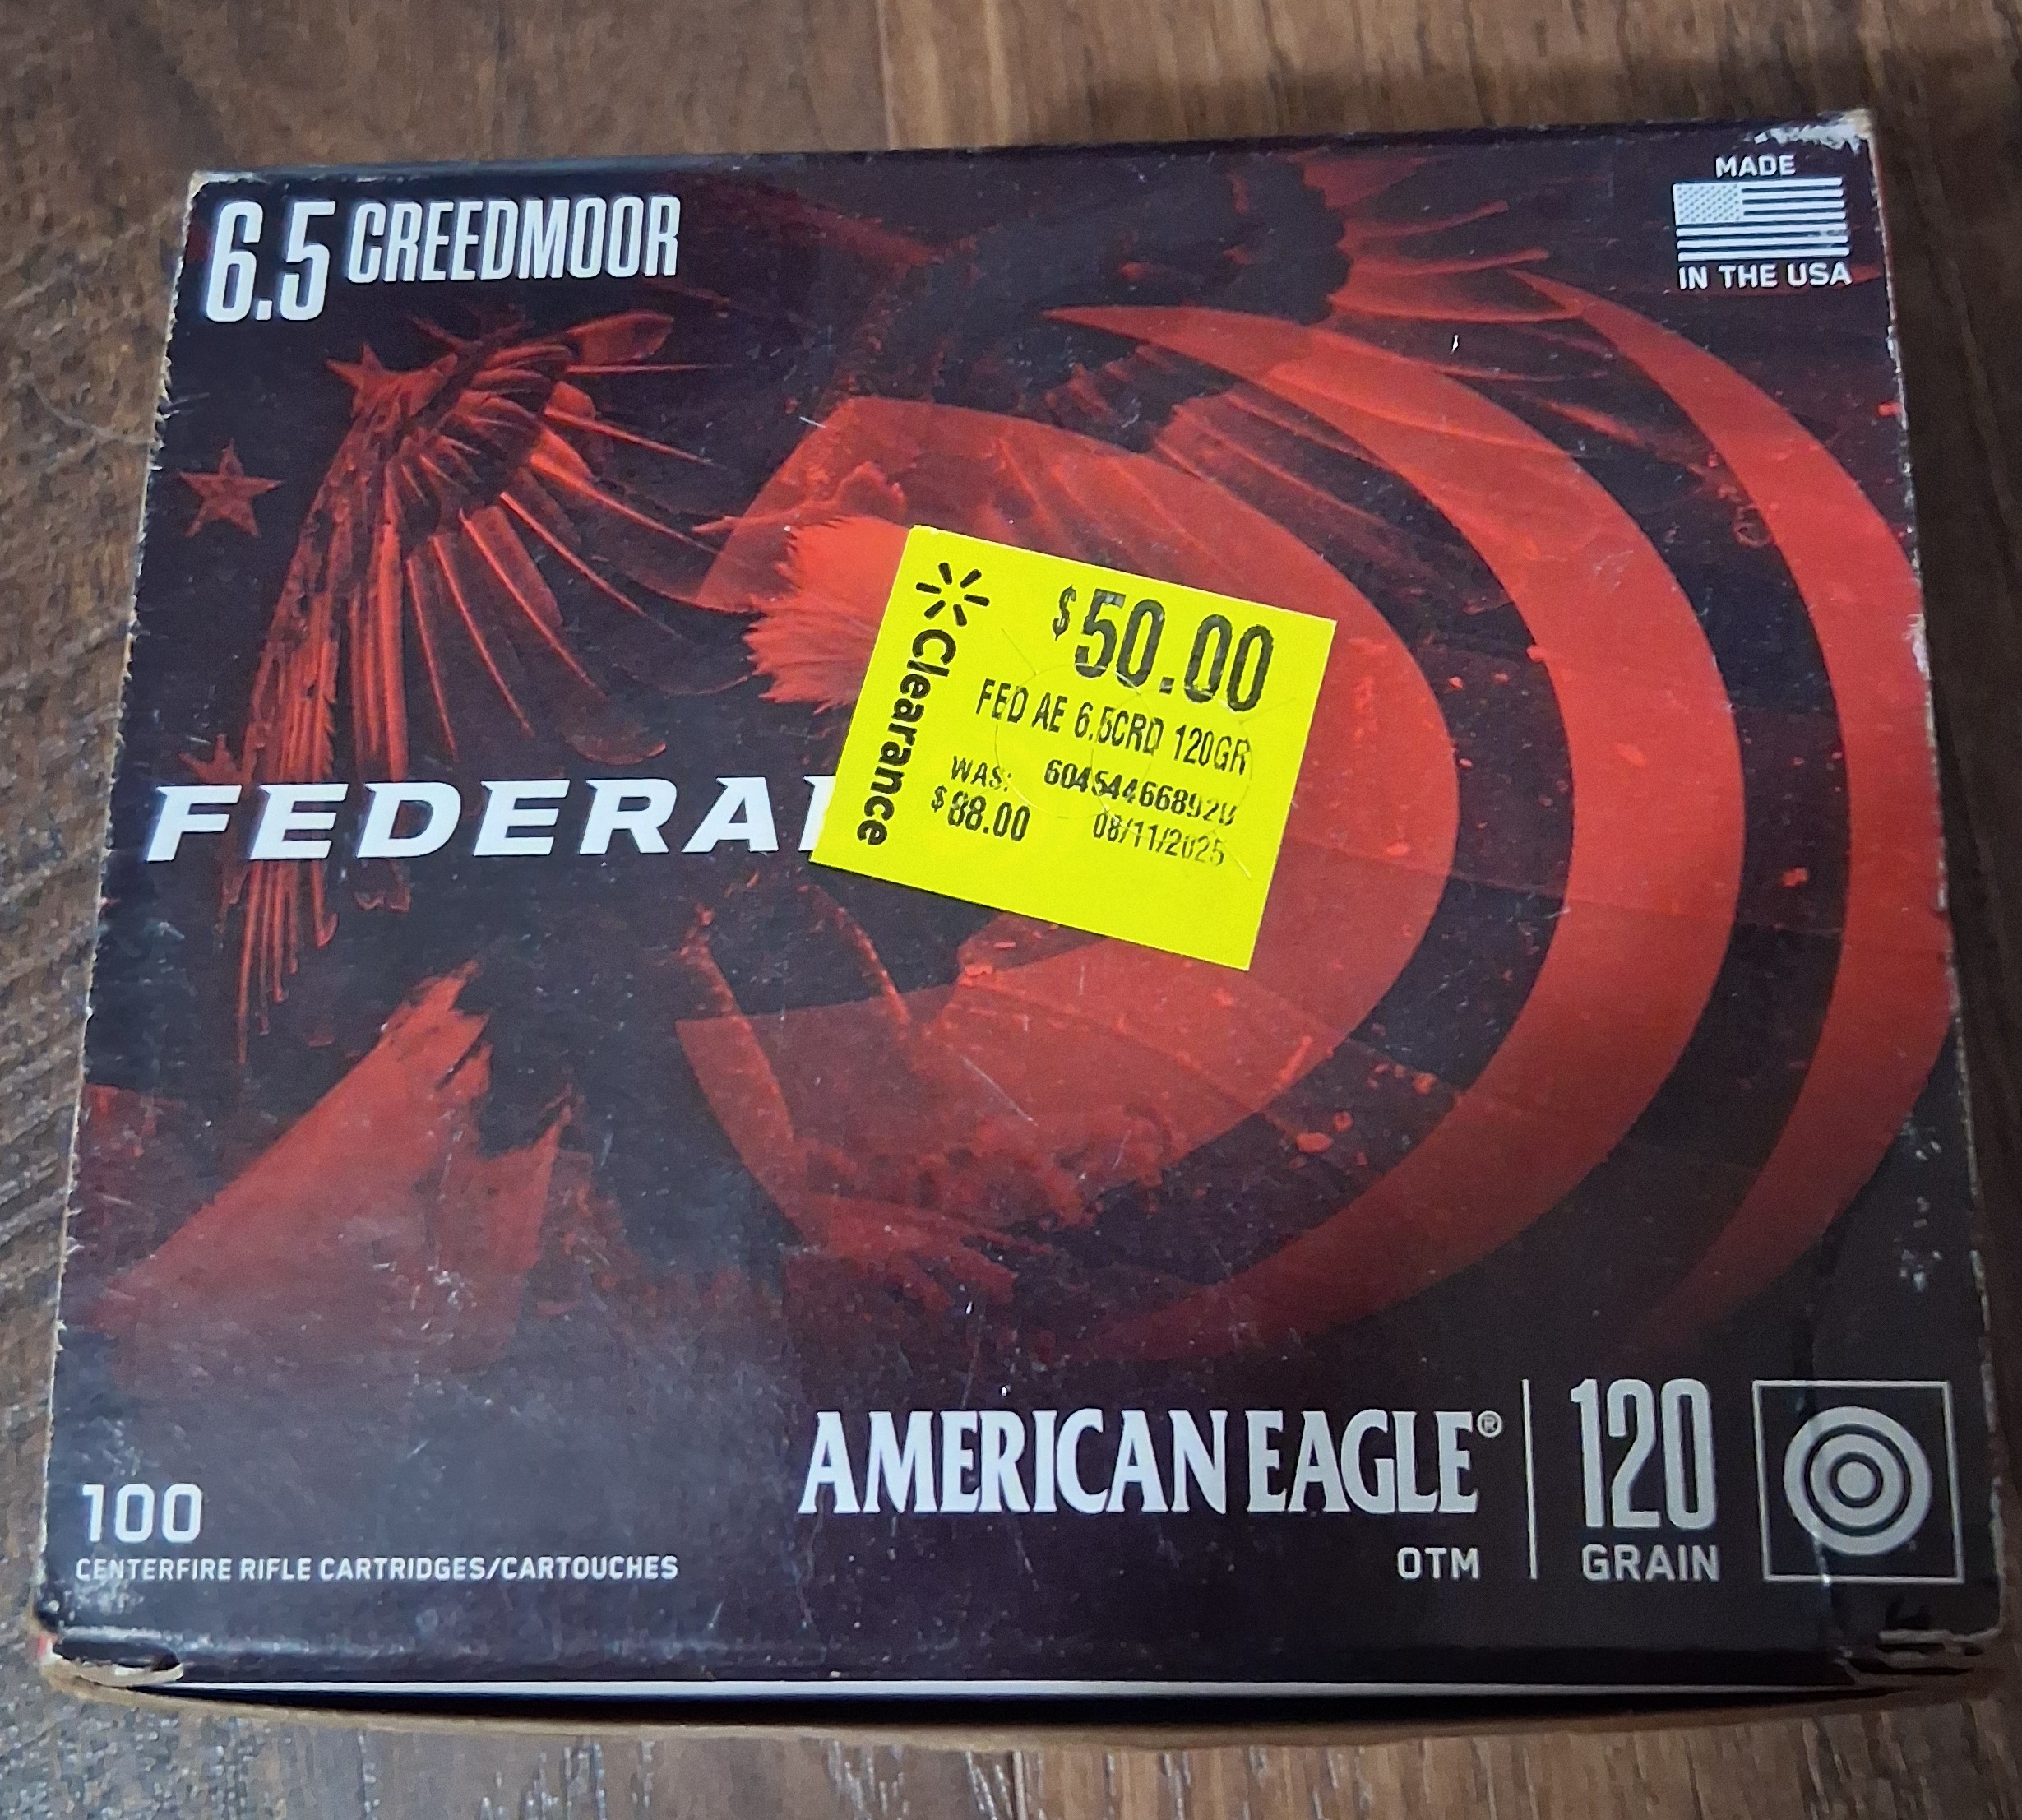 6.5 CREEDMOOR
MADE
IN THE USA
$50.00
FED AE 6.5CRD 120GR
WAS:
$88.00
08/11/2025
Clearance
FEDERAL
AMERICAN EAGLE®
OTM
120
GRAIN
100
CENTERFIRE RIFLE CARTRIDGES/CARTOUCHES